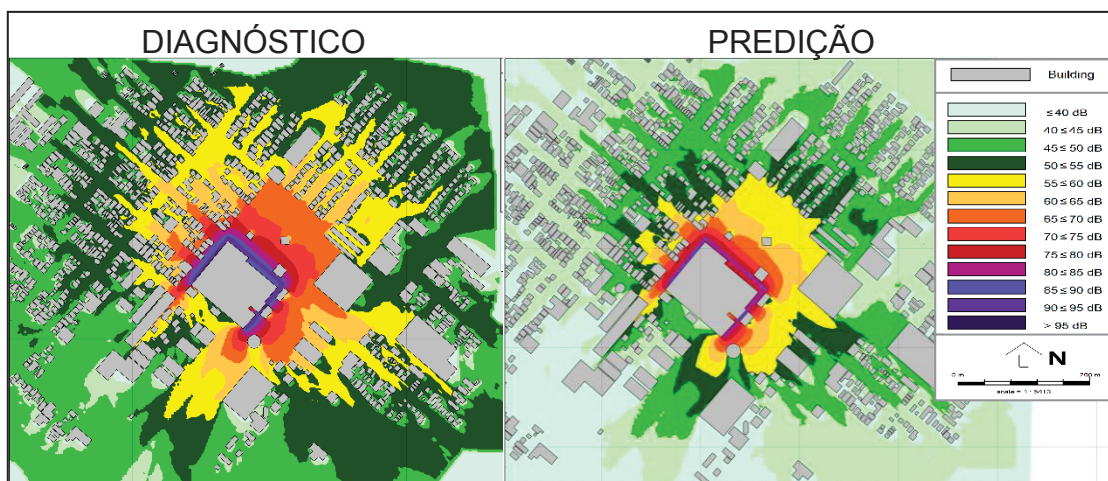 DIAGNÓSTICO
PREDIÇÃO
Building
≤40 dB
40 ≤ 45 dB
45 ≤ 50 dB
50 ≤ 55 dB
55 ≤ 60 dB
60 ≤ 65 dB
65 ≤ 70 dB
70 ≤ 75 dB
75 ≤ 80 dB
80 ≤ 85 dB
85 ≤ 90 dB
90 ≤ 95 dB
> 95 dB
N
0 m